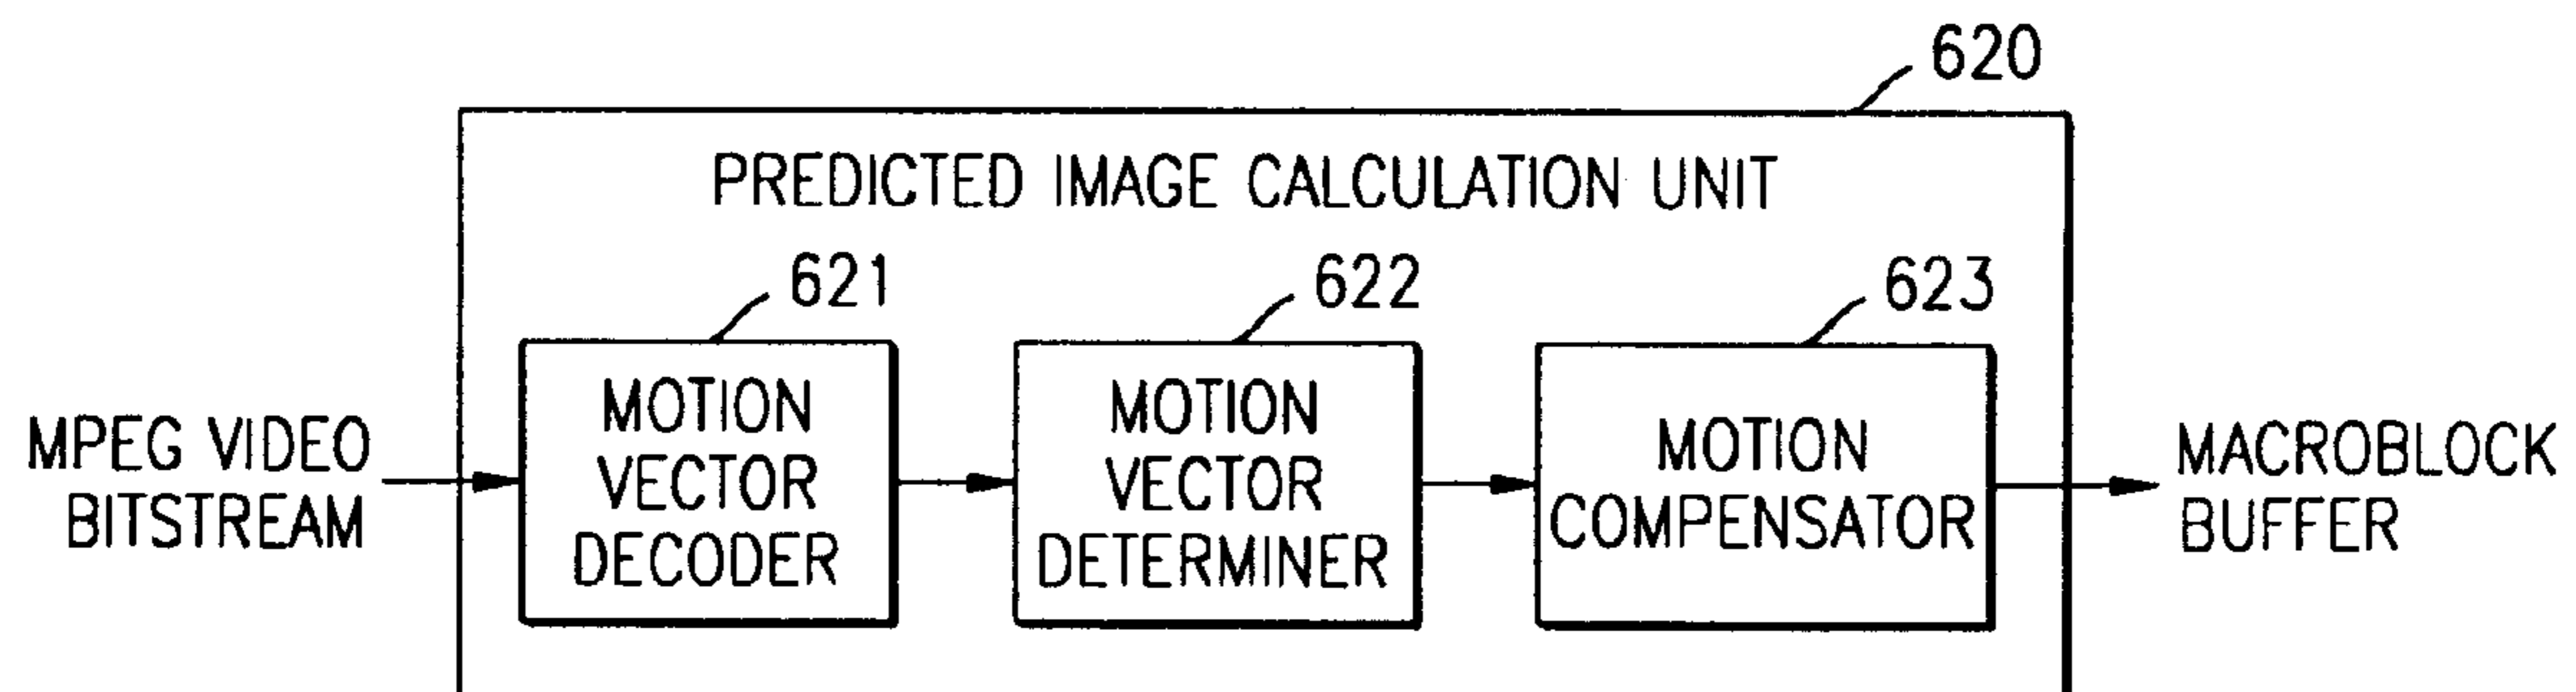 620
PREDICTED IMAGE CALCULATION UNIT
621
622
623
MPEG VIDEO
BITSTREAM
MOTION
VECTOR
DECODER
MOTION
VECTOR
DETERMINER
MOTION
COMPENSATOR
MACROBLOCK
BUFFER